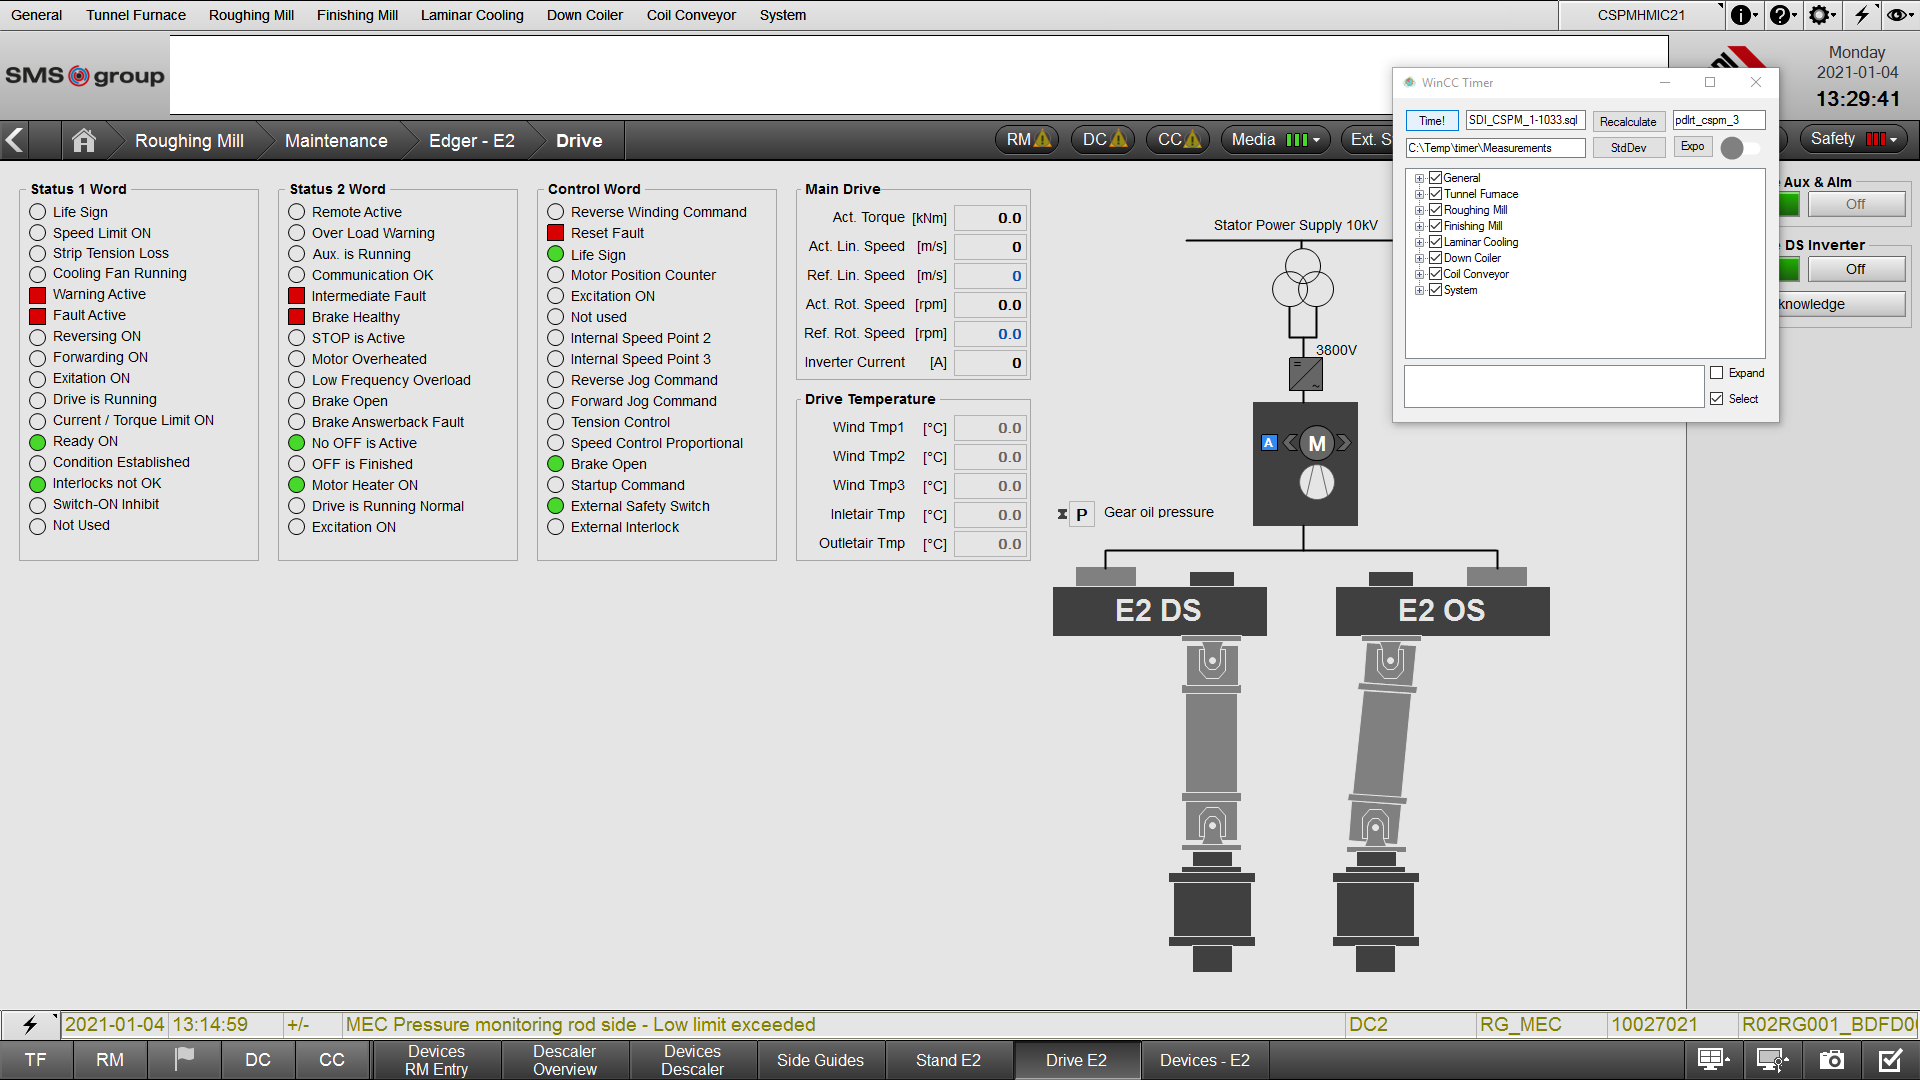 General Tunnel Furnace Roughing Mill Finishing Mill Laminar Cooling Down Coiler Coil Conveyor System CSPMHMIC21
SMS group
Monday
2021-01-04
13:29:41
Roughing Mill Maintenance Edger - E2 Drive RM DC CC Media Ext. S Safety
WinCC Timer
Time! SDI_CSPM_1-1033.sql Recalculate pdlrt_cspm_3
C:\Temp\timer\Measurements StdDev Expo
General
Tunnel Furnace
Roughing Mill
Finishing Mill
Laminar Cooling
Down Coiler
Coil Conveyor
System
Expand
Select
Status 1 Word
Life Sign
Speed Limit ON
Strip Tension Loss
Cooling Fan Running
Warning Active
Fault Active
Reversing ON
Forwarding ON
Exitation ON
Drive is Running
Current / Torque Limit ON
Ready ON
Condition Established
Interlocks not OK
Switch-ON Inhibit
Not Used
Status 2 Word
Remote Active
Over Load Warning
Aux. is Running
Communication OK
Intermediate Fault
Brake Healthy
STOP is Active
Motor Overheated
Low Frequency Overload
Brake Open
Brake Answerback Fault
No OFF is Active
OFF is Finished
Motor Heater ON
Drive is Running Normal
Excitation ON
Control Word
Reverse Winding Command
Reset Fault
Life Sign
Motor Position Counter
Excitation ON
Not used
Internal Speed Point 2
Internal Speed Point 3
Reverse Jog Command
Forward Jog Command
Tension Control
Speed Control Proportional
Brake Open
Startup Command
External Safety Switch
External Interlock
Main Drive
Act. Torque [kNm] 0.0
Act. Lin. Speed [m/s] 0
Ref. Lin. Speed [m/s] 0
Act. Rot. Speed [rpm] 0.0
Ref. Rot. Speed [rpm] 0.0
Inverter Current [A] 0
Drive Temperature
Wind Tmp1 [°C] 0.0
Wind Tmp2 [°C] 0.0
Wind Tmp3 [°C] 0.0
Inletair Tmp [°C] 0.0
Outletair Tmp [°C] 0.0
Stator Power Supply 10kV
3800V
A M
P Gear oil pressure
E2 DS E2 OS
Aux & Alm
Off
DS Inverter
Off
knowledge
2021-01-04 13:14:59 +/- MEC Pressure monitoring rod side - Low limit exceeded DC2 RG_MEC 10027021 R02RG001_BDFD0
TF RM DC CC Devices RM Entry Descaler Overview Devices Descaler Side Guides Stand E2 Drive E2 Devices - E2